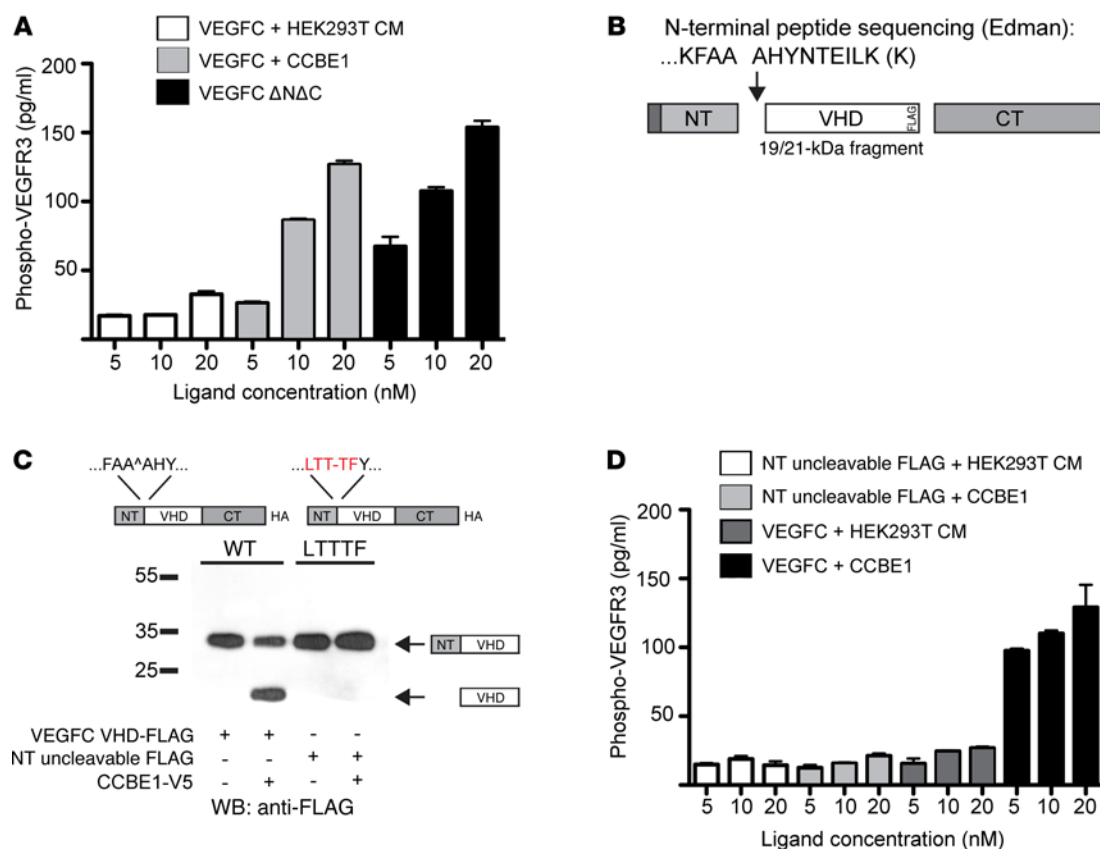 A
VEGFC + HEK293T CM
VEGFC + CCBE1
VEGFC ΔNΔC
Phospho-VEGFR3 (pg/ml)
200
150
100
50
5 10 20 5 10 20 5 10 20
Ligand concentration (nM)
B
N-terminal peptide sequencing (Edman):
...KFAA AHYNTEILK (K)
NT VHD FLAG CT
19/21-kDa fragment
C
...FAA^AHY... ...LTT-TFY...
NT VHD CT HA NT VHD CT HA
WT LTTTF
55
35
25
NT VHD
VHD
VEGFC VHD-FLAG + + - -
NT uncleavable FLAG - - + +
CCBE1-V5 - + - +
WB: anti-FLAG
D
NT uncleavable FLAG + HEK293T CM
NT uncleavable FLAG + CCBE1
VEGFC + HEK293T CM
VEGFC + CCBE1
Phospho-VEGFR3 (pg/ml)
200
150
100
50
5 10 20 5 10 20 5 10 20 5 10 20
Ligand concentration (nM)